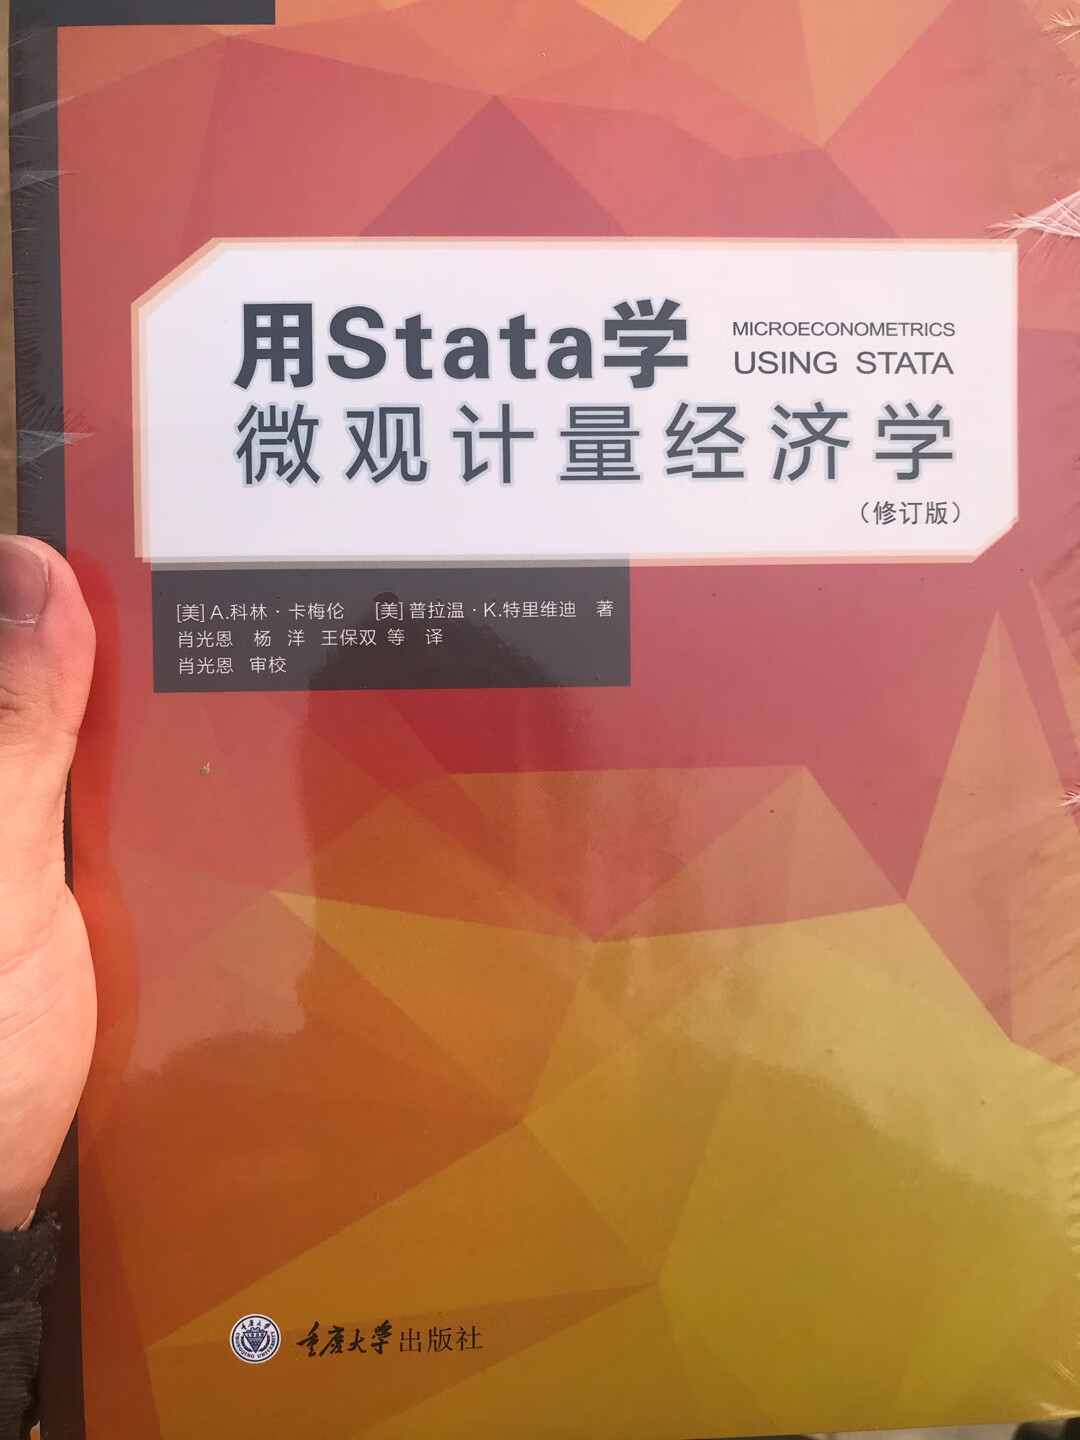 用Stata学
MICROECONOMETRICS
USING STATA
微观计量经济学
（修订版）
[美] A.科林·卡梅伦 [美] 普拉温·K.特里维迪 著
肖光恩 杨 洋 王保双 等 译
肖光恩 审校
重庆大学出版社